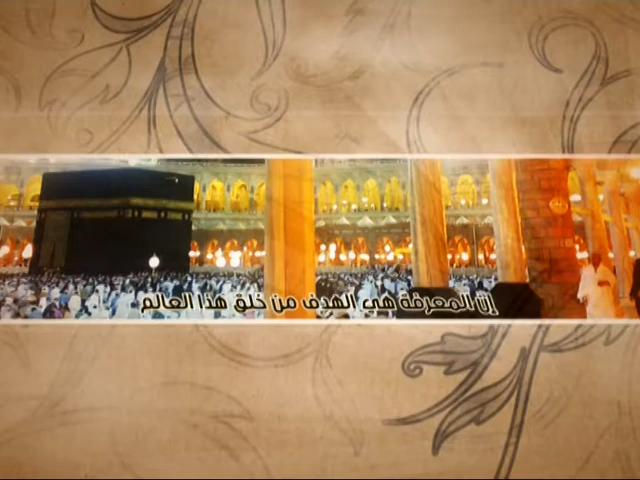 إن المعرفة هي الهدف من خلق هذا العالم